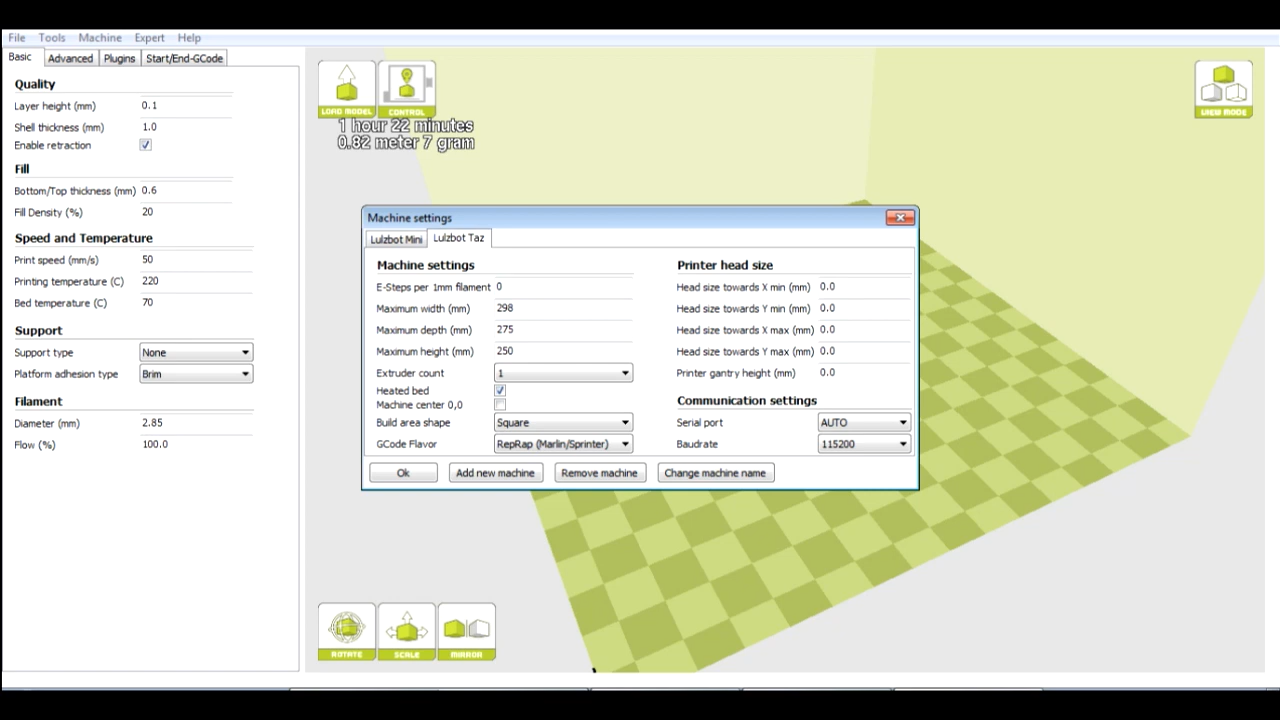 File Tools Machine Expert Help
Basic Advanced Plugins Start/End-GCode
Quality
Layer height (mm) 0.1
Shell thickness (mm) 1.0
Enable retraction
Fill
Bottom/Top thickness (mm) 0.6
Fill Density (%) 20
Speed and Temperature
Print speed (mm/s) 50
Printing temperature (C) 220
Bed temperature (C) 70
Support
Support type None
Platform adhesion type Brim
Filament
Diameter (mm) 2.85
Flow (%) 100.0
LOAD MODEL CONTROL
1 hour 22 minutes
0.82 meter 7 gram
VIEW MODE
Machine settings
Lulzbot Mini Lulzbot Taz
Machine settings
E-Steps per 1mm filament 0
Maximum width (mm) 298
Maximum depth (mm) 275
Maximum height (mm) 250
Extruder count 1
Heated bed
Machine center 0,0
Build area shape Square
GCode Flavor RepRap (Marlin/Sprinter)
Printer head size
Head size towards X min (mm) 0.0
Head size towards Y min (mm) 0.0
Head size towards X max (mm) 0.0
Head size towards Y max (mm) 0.0
Printer gantry height (mm) 0.0
Communication settings
Serial port AUTO
Baudrate 115200
Ok Add new machine Remove machine Change machine name
ROTATE SCALE MIRROR